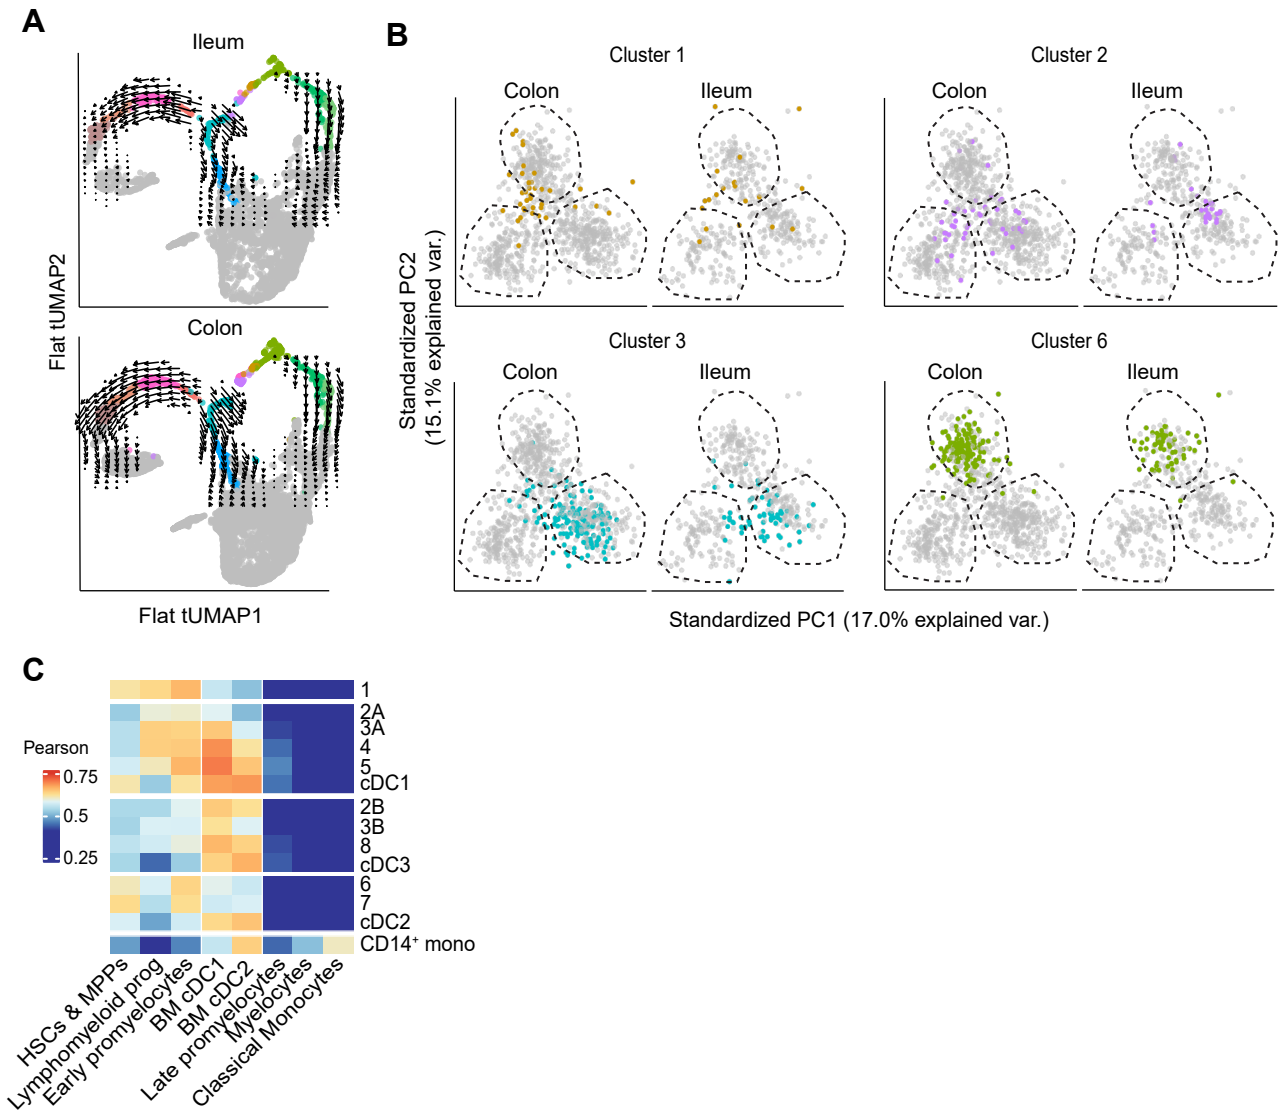 A
Ileum
Colon
Flat tUMAP2
Flat tUMAP1
B
Cluster 1
Colon
Ileum
Cluster 2
Colon
Ileum
Cluster 3
Colon
Ileum
Cluster 6
Colon
Ileum
Standardized PC2
(15.1% explained var.)
Standardized PC1 (17.0% explained var.)
C
Pearson
0.75
0.5
0.25
1
2A
3A
4
5
cDC1
2B
3B
8
cDC3
6
7
cDC2
CD14⁺ mono
HSCs & MPPs
Lymphomyeloid prog
Early promyelocytes
BM cDC1
BM cDC2
Late promyelocytes
Myelocytes
Classical Monocytes